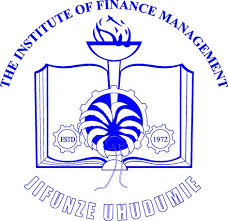 THE INSTITUTE OF FINANCE MANAGEMENT
ESTD
1972
JIFUNZE UHUDUMIE